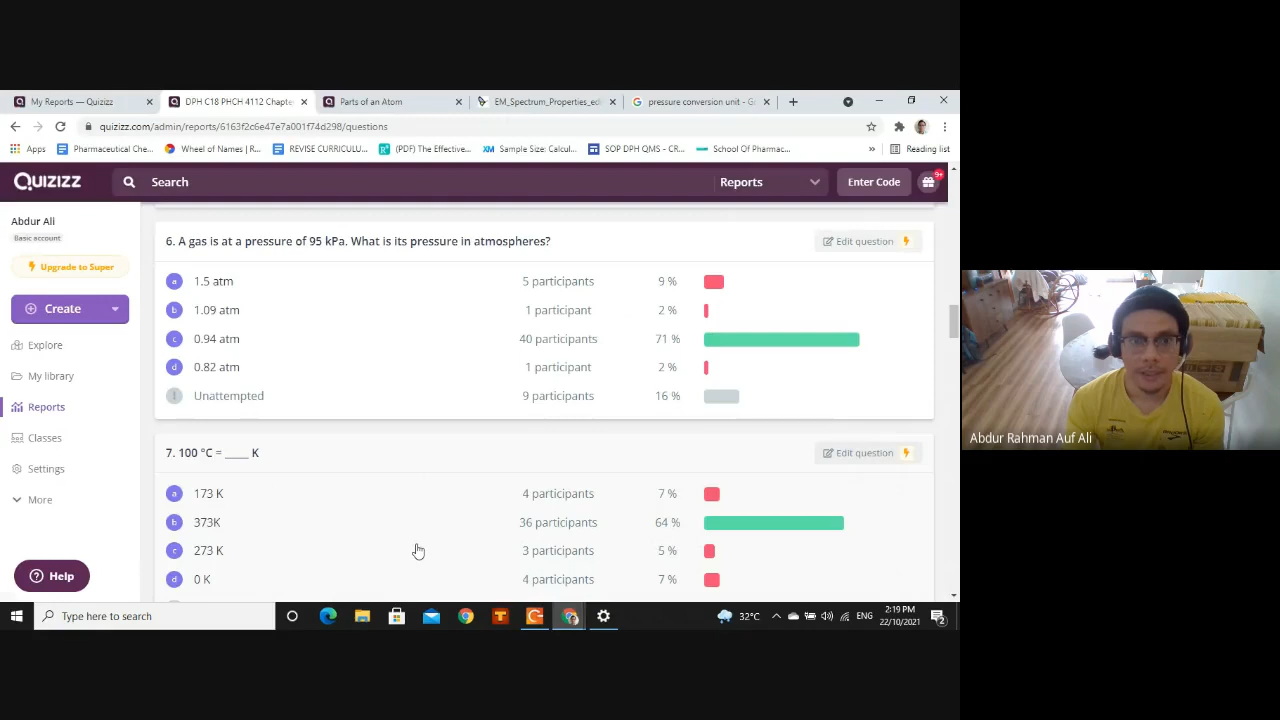 My Reports — Quizizz
DPH C18 PHCH 4112 Chapte
Parts of an Atom
EM_Spectrum_Properties_edi
pressure conversion unit - G
quizizz.com/admin/reports/6163f2c6e47e7a001f74d298/questions
Apps
Pharmaceutical Che...
Wheel of Names | R...
REVISE CURRICULU...
(PDF) The Effective...
Sample Size: Calcul...
SOP DPH QMS - CR...
School Of Pharmac...
»
Reading list
QUIZIZZ
Search
Reports
Enter Code
9+
Abdur Ali
Basic account
Upgrade to Super
Create
Explore
My library
Reports
Classes
Settings
More
Help
6. A gas is at a pressure of 95 kPa. What is its pressure in atmospheres?
Edit question
a 1.5 atm 5 participants 9 %
b 1.09 atm 1 participant 2 %
c 0.94 atm 40 participants 71 %
d 0.82 atm 1 participant 2 %
! Unattempted 9 participants 16 %
7. 100 °C = _____ K
Edit question
a 173 K 4 participants 7 %
b 373K 36 participants 64 %
c 273 K 3 participants 5 %
d 0 K 4 participants 7 %
Abdur Rahman Auf Ali
Type here to search
32°C
ENG
2:19 PM
22/10/2021
2